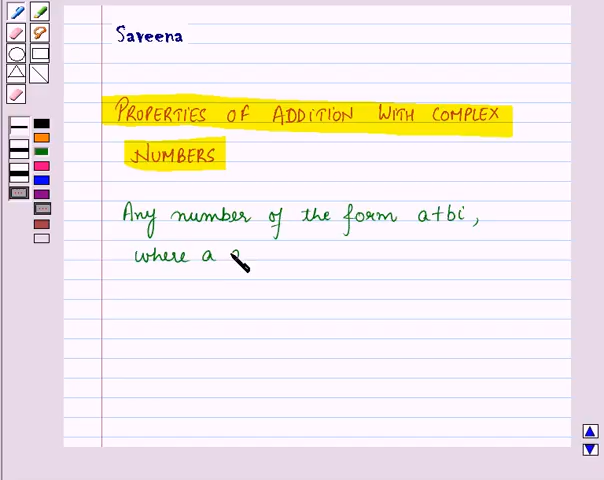 Saveena
PROPERTIES OF ADDITION WITH COMPLEX
NUMBERS
Any number of the form a+bi,
where a